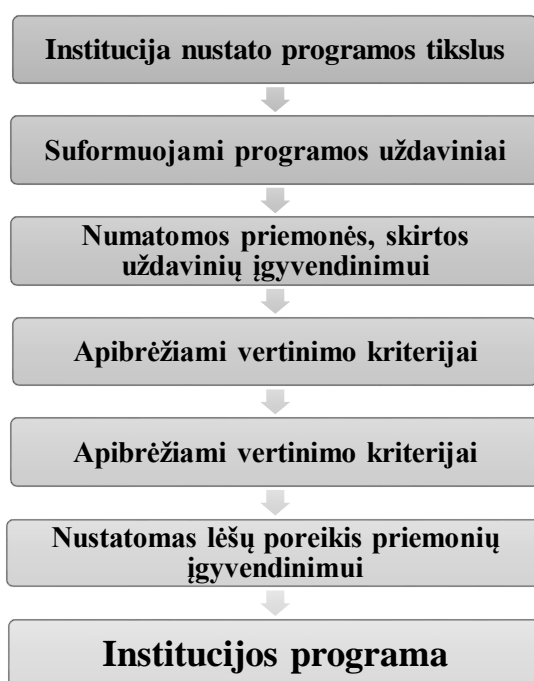 Institucija nustato programos tikslus
Suformuojami programos uždaviniai
Numatomos priemonės, skirtos
uždavinių įgyvendinimui
Apibrėžiami vertinimo kriterijai
Apibrėžiami vertinimo kriterijai
Nustatomas lėšų poreikis priemonių
įgyvendinimui
Institucijos programa